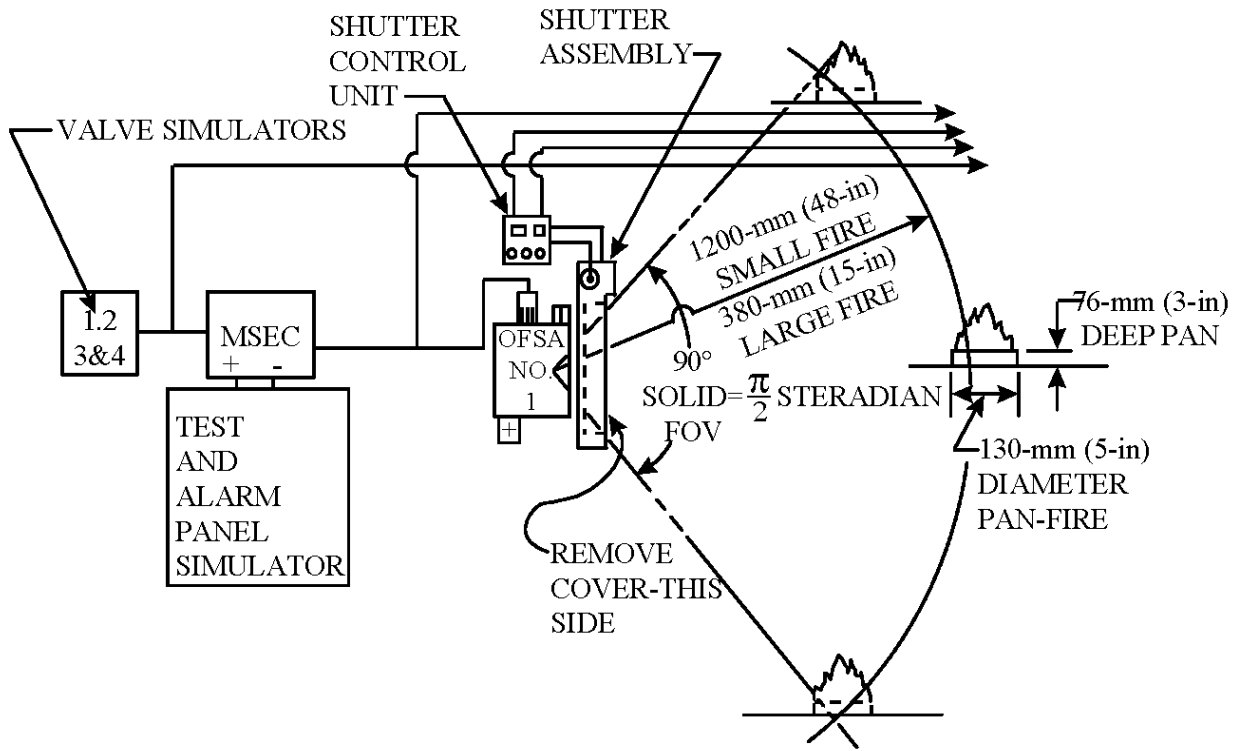 SHUTTER
CONTROL
UNIT
SHUTTER
ASSEMBLY
VALVE SIMULATORS
1200-mm (48-in)
SMALL FIRE
380-mm (15-in)
LARGE FIRE
1.2
3&4
MSEC
+ -
OFSA
NO.
1
+
90°
SOLID=π/2 STERADIAN
FOV
76-mm (3-in)
DEEP PAN
130-mm (5-in)
DIAMETER
PAN-FIRE
TEST
AND
ALARM
PANEL
SIMULATOR
REMOVE
COVER-THIS
SIDE